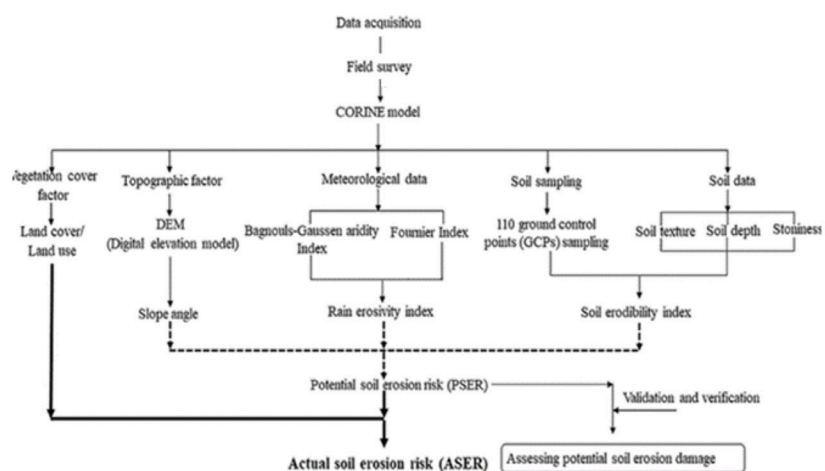 Data acquisition
Field survey
CORINE model
Vegetation cover
factor
Topographic factor
Meteorological data
Soil sampling
Soil data
Land cover/
Land use
DEM
(Digital elevation model)
Bagnouls-Gaussen aridity
Index
Fournier Index
110 ground control
points (GCPs) sampling
Soil texture
Soil depth
Stoniness
Slope angle
Rain erosivity index
Soil erodibility index
Potential soil erosion risk (PSER)
Validation and verification
Actual soil erosion risk (ASER)
Assessing potential soil erosion damage